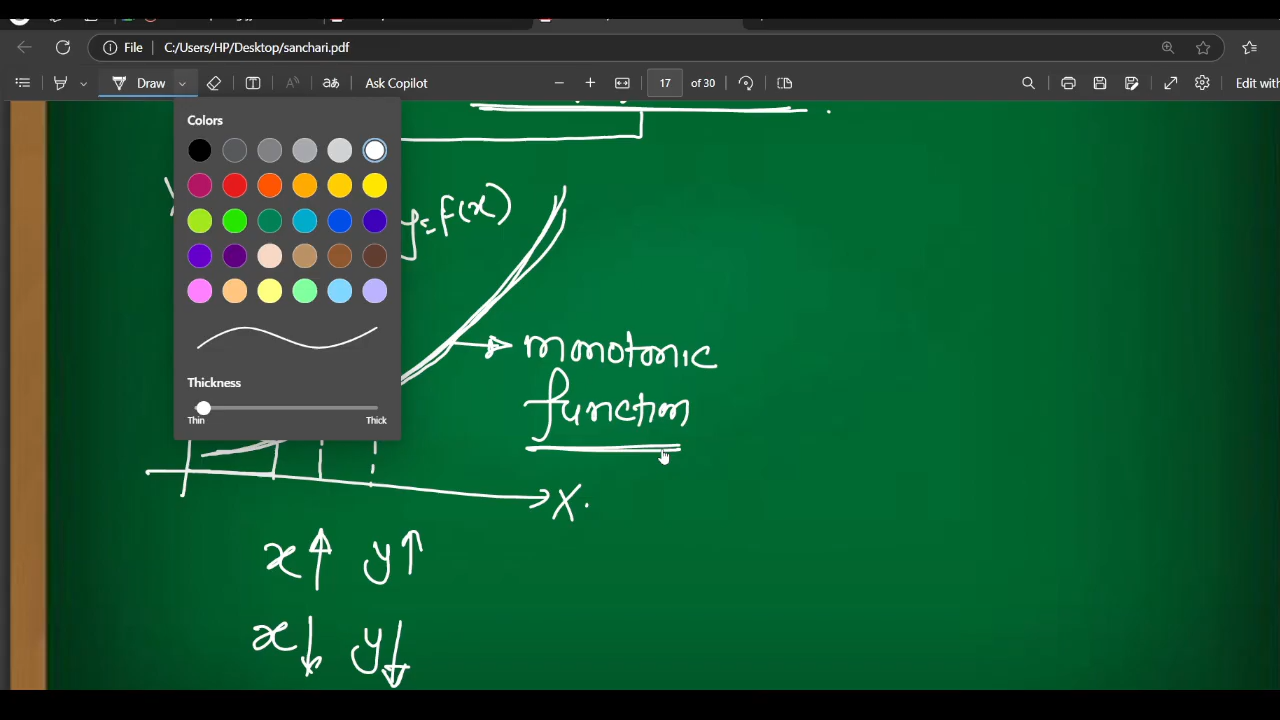 File C:/Users/HP/Desktop/sanchari.pdf
Draw Ask Copilot 17 of 30 Edit with
Colors
Thickness
Thin Thick
y=f(x)
monotonic
function
X.
x↑ y↑
x↓ y↓